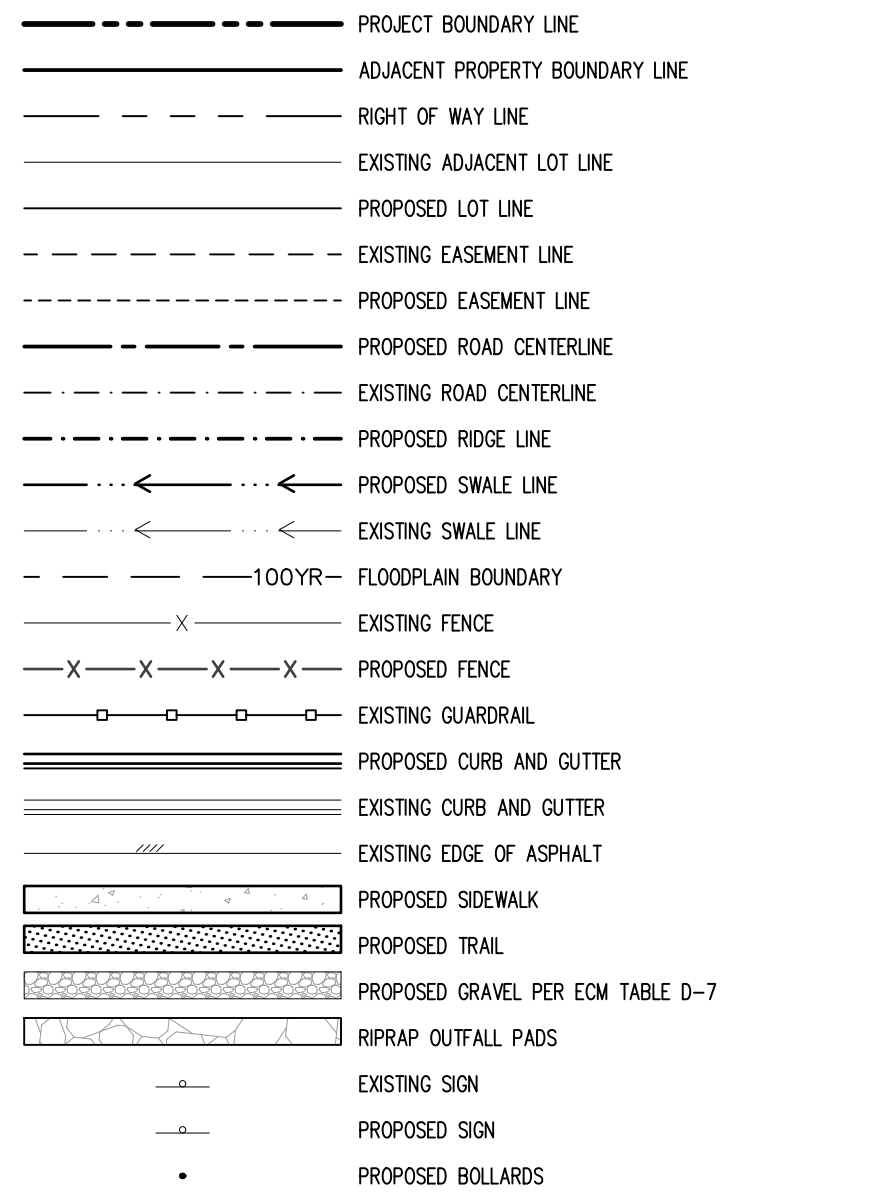 PROJECT BOUNDARY LINE
ADJACENT PROPERTY BOUNDARY LINE
RIGHT OF WAY LINE
EXISTING ADJACENT LOT LINE
PROPOSED LOT LINE
EXISTING EASEMENT LINE
PROPOSED EASEMENT LINE
PROPOSED ROAD CENTERLINE
EXISTING ROAD CENTERLINE
PROPOSED RIDGE LINE
PROPOSED SWALE LINE
EXISTING SWALE LINE
100YR FLOODPLAIN BOUNDARY
X EXISTING FENCE
X X X X PROPOSED FENCE
EXISTING GUARDRAIL
PROPOSED CURB AND GUTTER
EXISTING CURB AND GUTTER
EXISTING EDGE OF ASPHALT
PROPOSED SIDEWALK
PROPOSED TRAIL
PROPOSED GRAVEL PER ECM TABLE D-7
RIPRAP OUTFALL PADS
EXISTING SIGN
PROPOSED SIGN
PROPOSED BOLLARDS